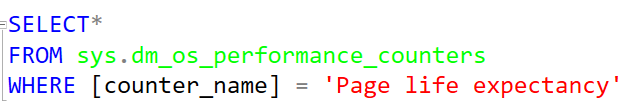 SELECT*
FROM sys.dm_os_performance_counters
WHERE [counter_name] = 'Page life expectancy'